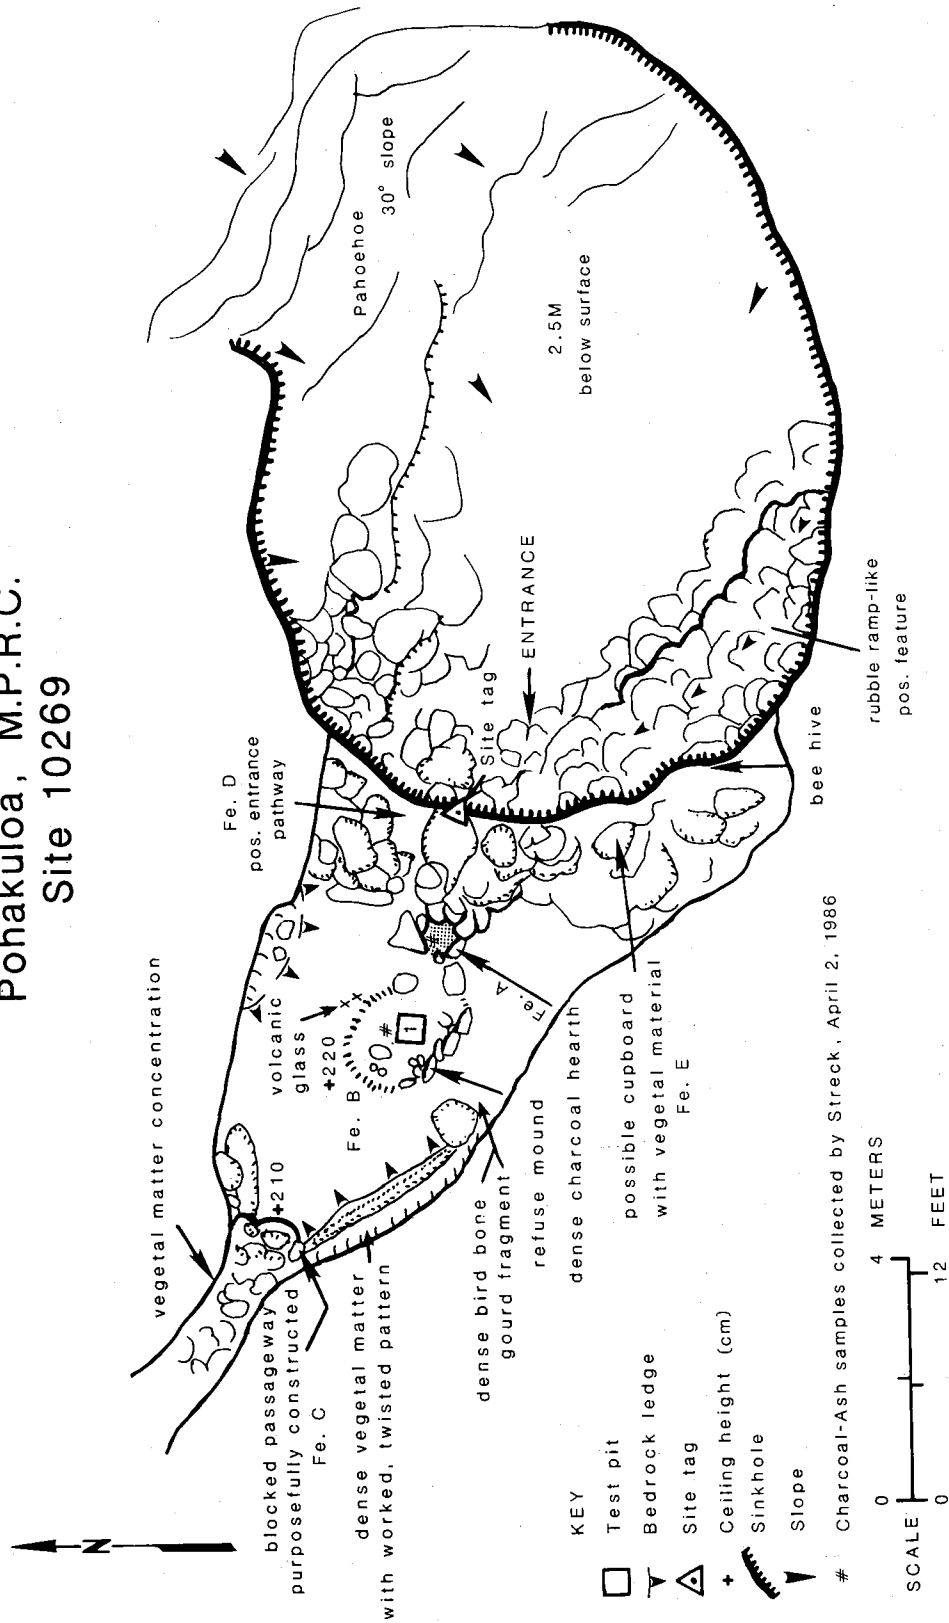 Pohakuloa, M.P.R.C.
Site 10269
N
vegetal matter concentration
volcanic
glass
+220
+210
Fe. B
Fe. D
pos. entrance
pathway
Site tag
ENTRANCE
Pahoehoe
30° slope
2.5M
below surface
blocked passageway
purposefully constructed
Fe. C
dense vegetal matter
with worked, twisted pattern
dense bird bone
gourd fragment
refuse mound
Fe. A
dense charcoal hearth
possible cupboard
with vegetal material
Fe. E
bee hive
rubble ramp-like
pos. feature
1
#
#
KEY
Test pit
Bedrock ledge
Site tag
+ Ceiling height (cm)
Sinkhole
Slope
# Charcoal-Ash samples collected by Streck, April 2, 1986
SCALE
0 4 METERS
0 12 FEET